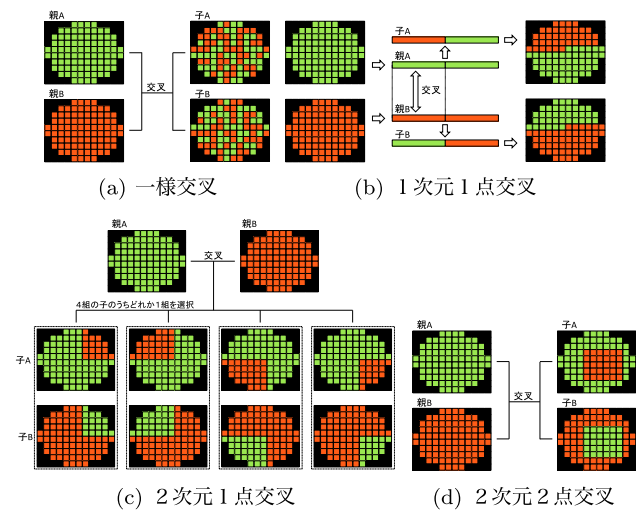 親A
交叉
親B
子A
子B
(a) 一様交叉
子A
親A
交叉
親B
子B
(b) 1次元1点交叉
親A
親B
交叉
4組の子のうちどれか1組を選択
子A
子B
(c) 2次元1点交叉
親A
交叉
親B
子A
子B
(d) 2次元2点交叉